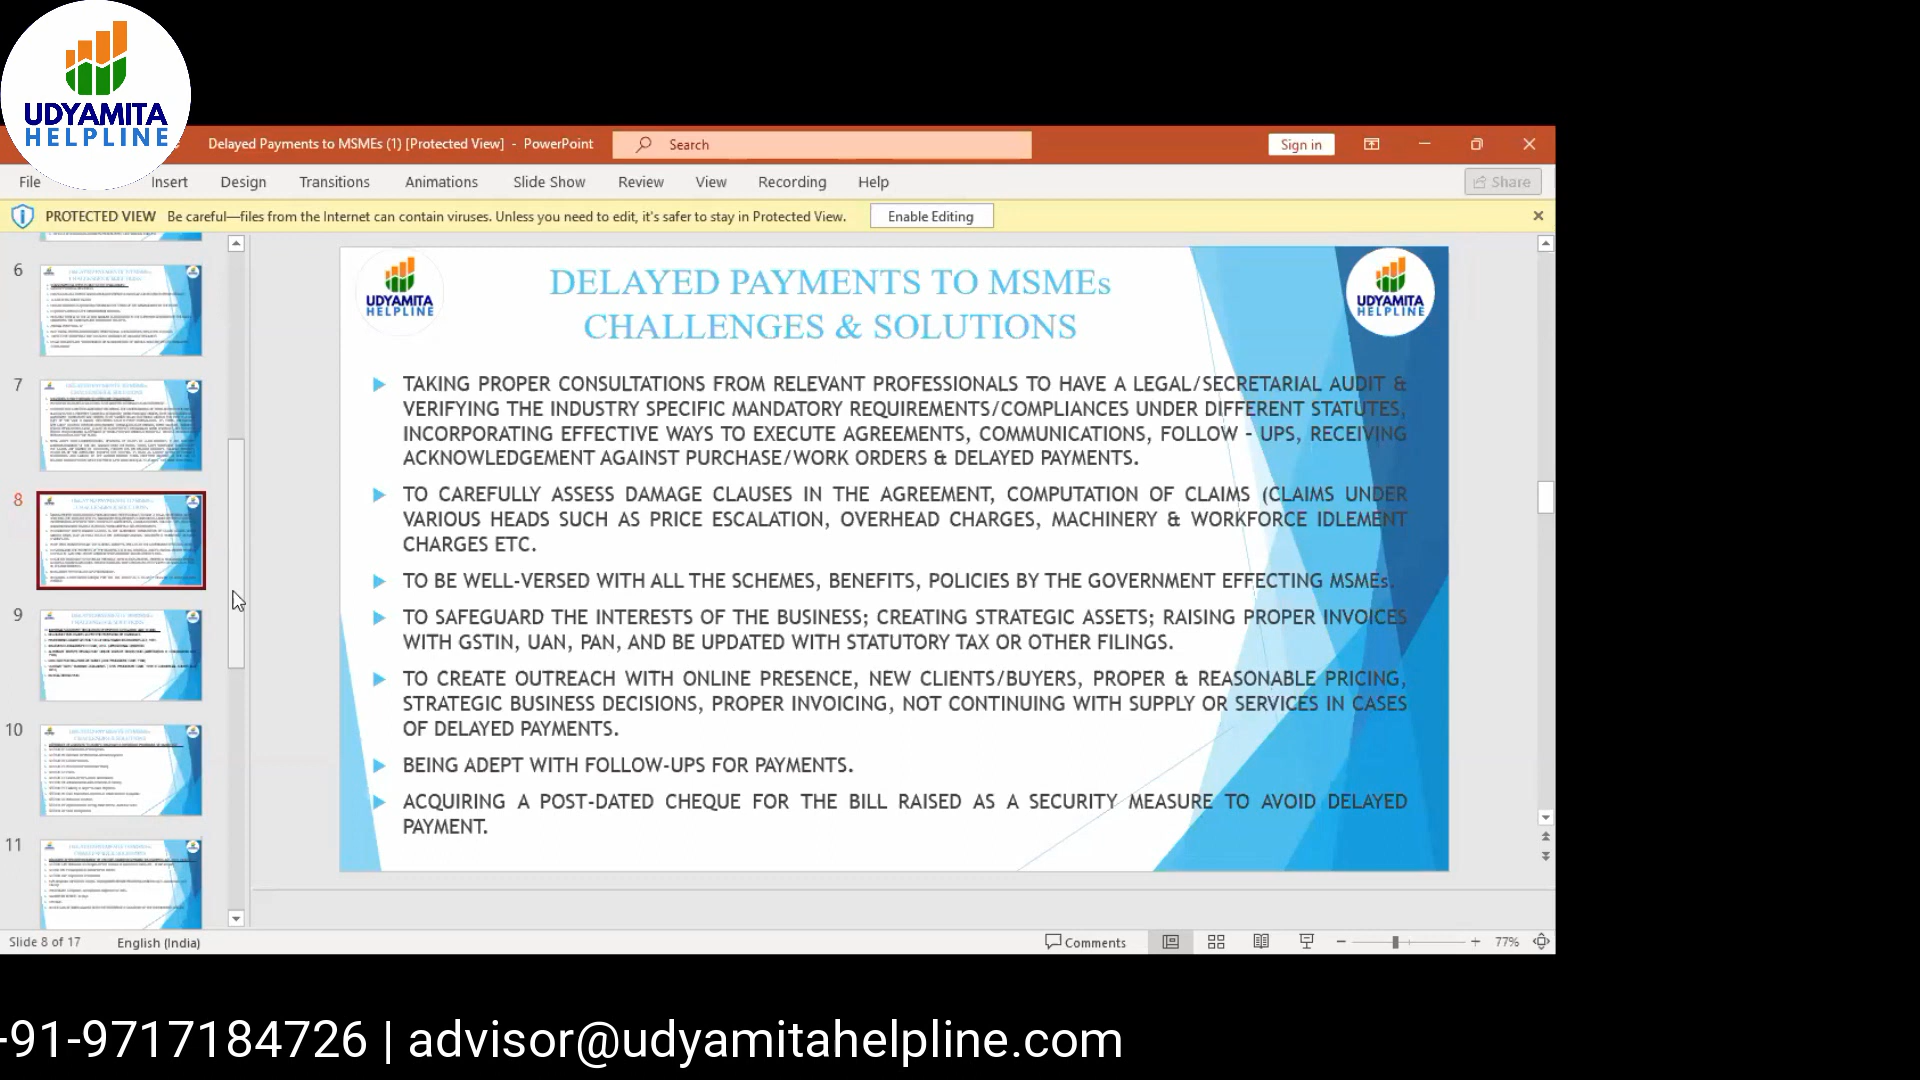 UDYAMITA
HELPLINE
Delayed Payments to MSMEs (1) [Protected View] - PowerPoint
Search
Sign in
File
Insert
Design
Transitions
Animations
Slide Show
Review
View
Recording
Help
Share
PROTECTED VIEW Be careful—files from the Internet can contain viruses. Unless you need to edit, it's safer to stay in Protected View.
Enable Editing
6
7
8
9
10
11
UDYAMITA
HELPLINE
DELAYED PAYMENTS TO MSMEs
CHALLENGES & SOLUTIONS
UDYAMITA
HELPLINE
TAKING PROPER CONSULTATIONS FROM RELEVANT PROFESSIONALS TO HAVE A LEGAL/SECRETARIAL AUDIT &
VERIFYING THE INDUSTRY SPECIFIC MANDATORY REQUIREMENTS/COMPLIANCES UNDER DIFFERENT STATUTES,
INCORPORATING EFFECTIVE WAYS TO EXECUTE AGREEMENTS, COMMUNICATIONS, FOLLOW - UPS, RECEIVING
ACKNOWLEDGEMENT AGAINST PURCHASE/WORK ORDERS & DELAYED PAYMENTS.
TO CAREFULLY ASSESS DAMAGE CLAUSES IN THE AGREEMENT, COMPUTATION OF CLAIMS (CLAIMS UNDER
VARIOUS HEADS SUCH AS PRICE ESCALATION, OVERHEAD CHARGES, MACHINERY & WORKFORCE IDLEMENT
CHARGES ETC.
TO BE WELL-VERSED WITH ALL THE SCHEMES, BENEFITS, POLICIES BY THE GOVERNMENT EFFECTING MSMEs.
TO SAFEGUARD THE INTERESTS OF THE BUSINESS; CREATING STRATEGIC ASSETS; RAISING PROPER INVOICES
WITH GSTIN, UAN, PAN, AND BE UPDATED WITH STATUTORY TAX OR OTHER FILINGS.
TO CREATE OUTREACH WITH ONLINE PRESENCE, NEW CLIENTS/BUYERS, PROPER & REASONABLE PRICING,
STRATEGIC BUSINESS DECISIONS, PROPER INVOICING, NOT CONTINUING WITH SUPPLY OR SERVICES IN CASES
OF DELAYED PAYMENTS.
BEING ADEPT WITH FOLLOW-UPS FOR PAYMENTS.
ACQUIRING A POST-DATED CHEQUE FOR THE BILL RAISED AS A SECURITY MEASURE TO AVOID DELAYED
PAYMENT.
Slide 8 of 17
English (India)
Comments
77%
-91-9717184726 | advisor@udyamitahelpline.com